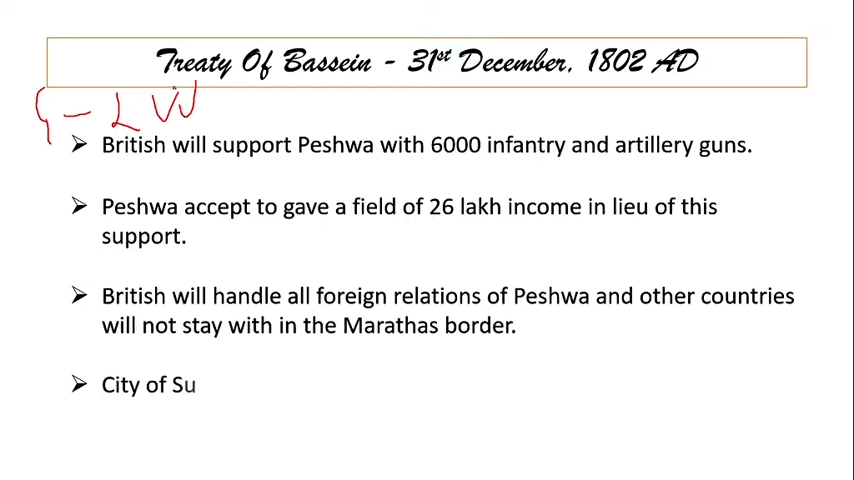 Treaty Of Bassein - 31st December, 1802 AD
G - L W
➢ British will support Peshwa with 6000 infantry and artillery guns.
➢ Peshwa accept to gave a field of 26 lakh income in lieu of this
support.
➢ British will handle all foreign relations of Peshwa and other countries
will not stay with in the Marathas border.
➢ City of Su